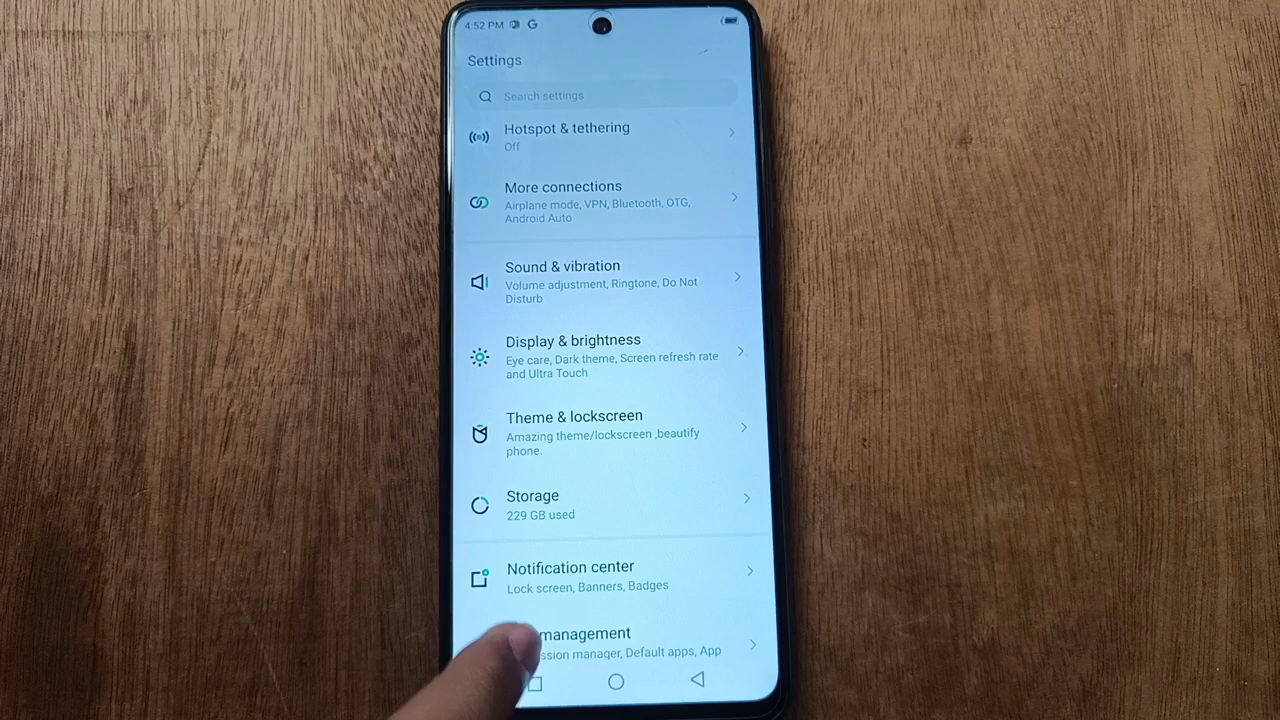 4:52 PM G
Settings
Search settings
Hotspot & tethering
Off
More connections
Airplane mode, VPN, Bluetooth, OTG,
Android Auto
Sound & vibration
Volume adjustment, Ringtone, Do Not
Disturb
Display & brightness
Eye care, Dark theme, Screen refresh rate
and Ultra Touch
Theme & lockscreen
Amazing theme/lockscreen ,beautify
phone.
Storage
229 GB used
Notification center
Lock screen, Banners, Badges
management
ssion manager, Default apps, App